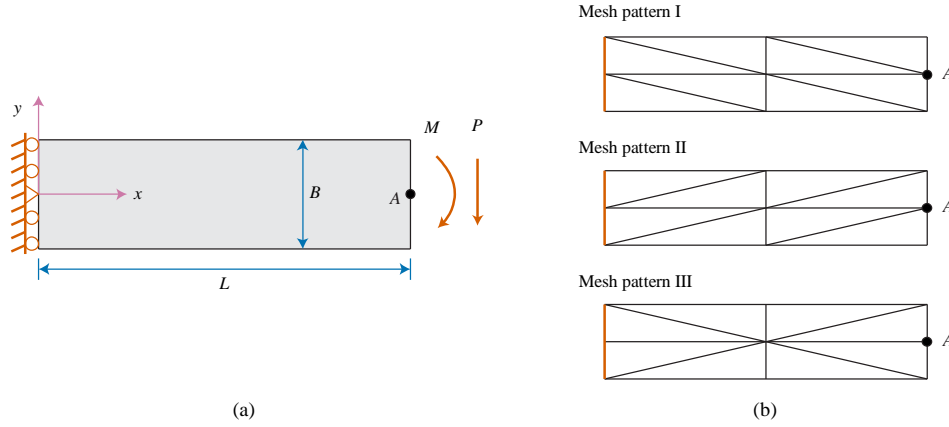 Mesh pattern I
A
y
M
P
x
B
A
L
Mesh pattern II
A
Mesh pattern III
A
(a)
(b)